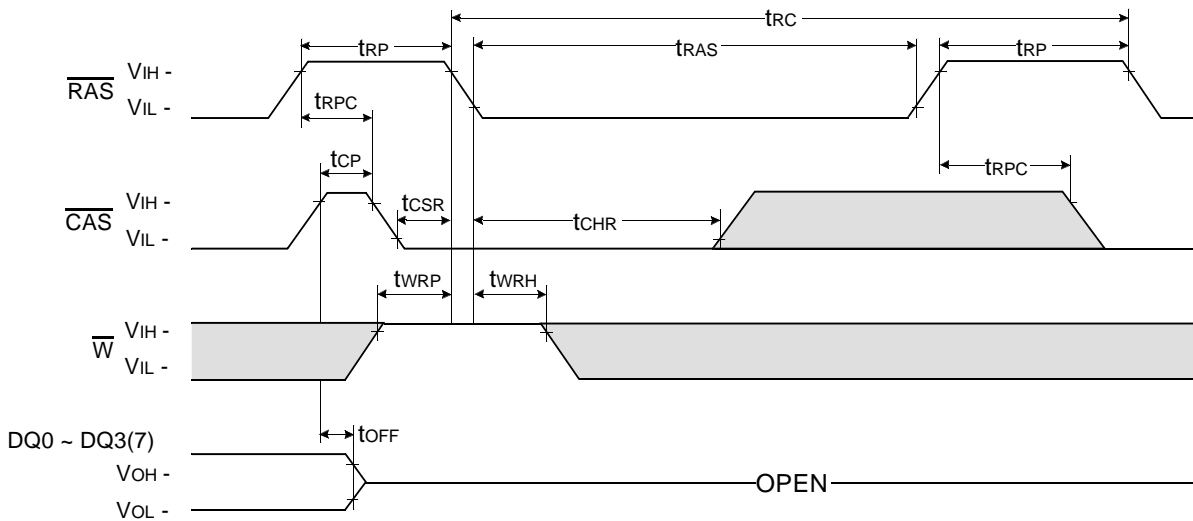 tRC
tRP
tRAS
tRP
RAS
VIH -
VIL -
tRPC
tCP
tRPC
CAS
VIH -
VIL -
tCSR
tCHR
tWRP
tWRH
W
VIH -
VIL -
tOFF
DQ0 ~ DQ3(7)
VOH -
VOL -
OPEN